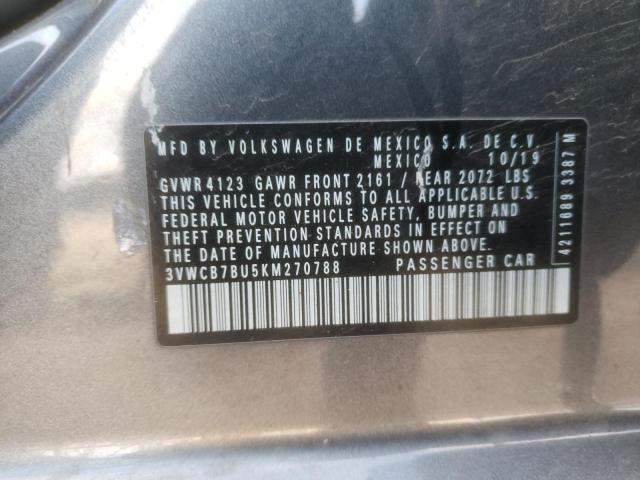 MFD BY VOLKSWAGEN DE MEXICO S.A. DE C.V
MEXICO 10/19
GVWR 4123 GAWR FRONT 2161 / REAR 2072 LBS
THIS VEHICLE CONFORMS TO ALL APPLICABLE U.S.
FEDERAL MOTOR VEHICLE SAFETY, BUMPER AND
THEFT PREVENTION STANDARDS IN EFFECT ON
THE DATE OF MANUFACTURE SHOWN ABOVE.
3VWCB7BU5KM270788 PASSENGER CAR
4211689 3387 M